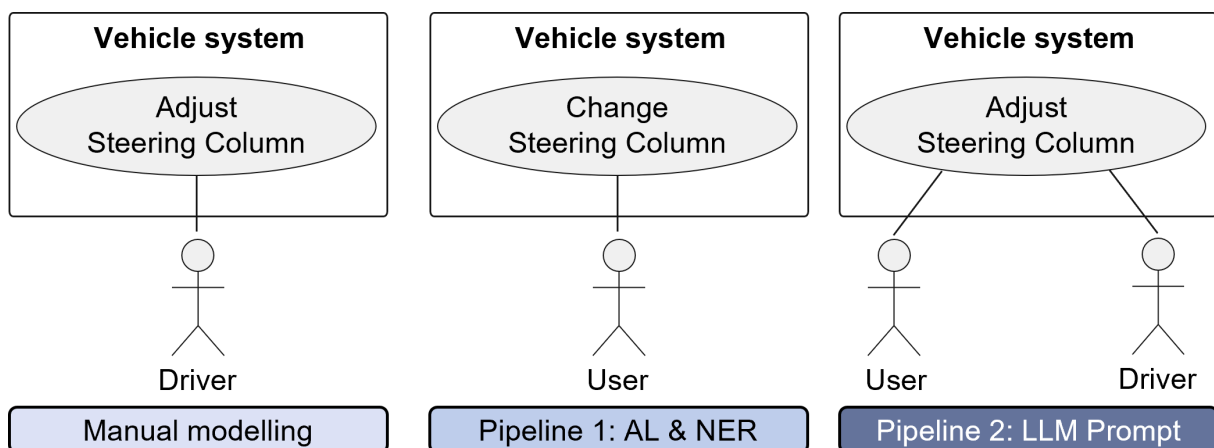 Vehicle system
Adjust
Steering Column
Driver
Manual modelling
Vehicle system
Change
Steering Column
User
Pipeline 1: AL & NER
Vehicle system
Adjust
Steering Column
User
Driver
Pipeline 2: LLM Prompt